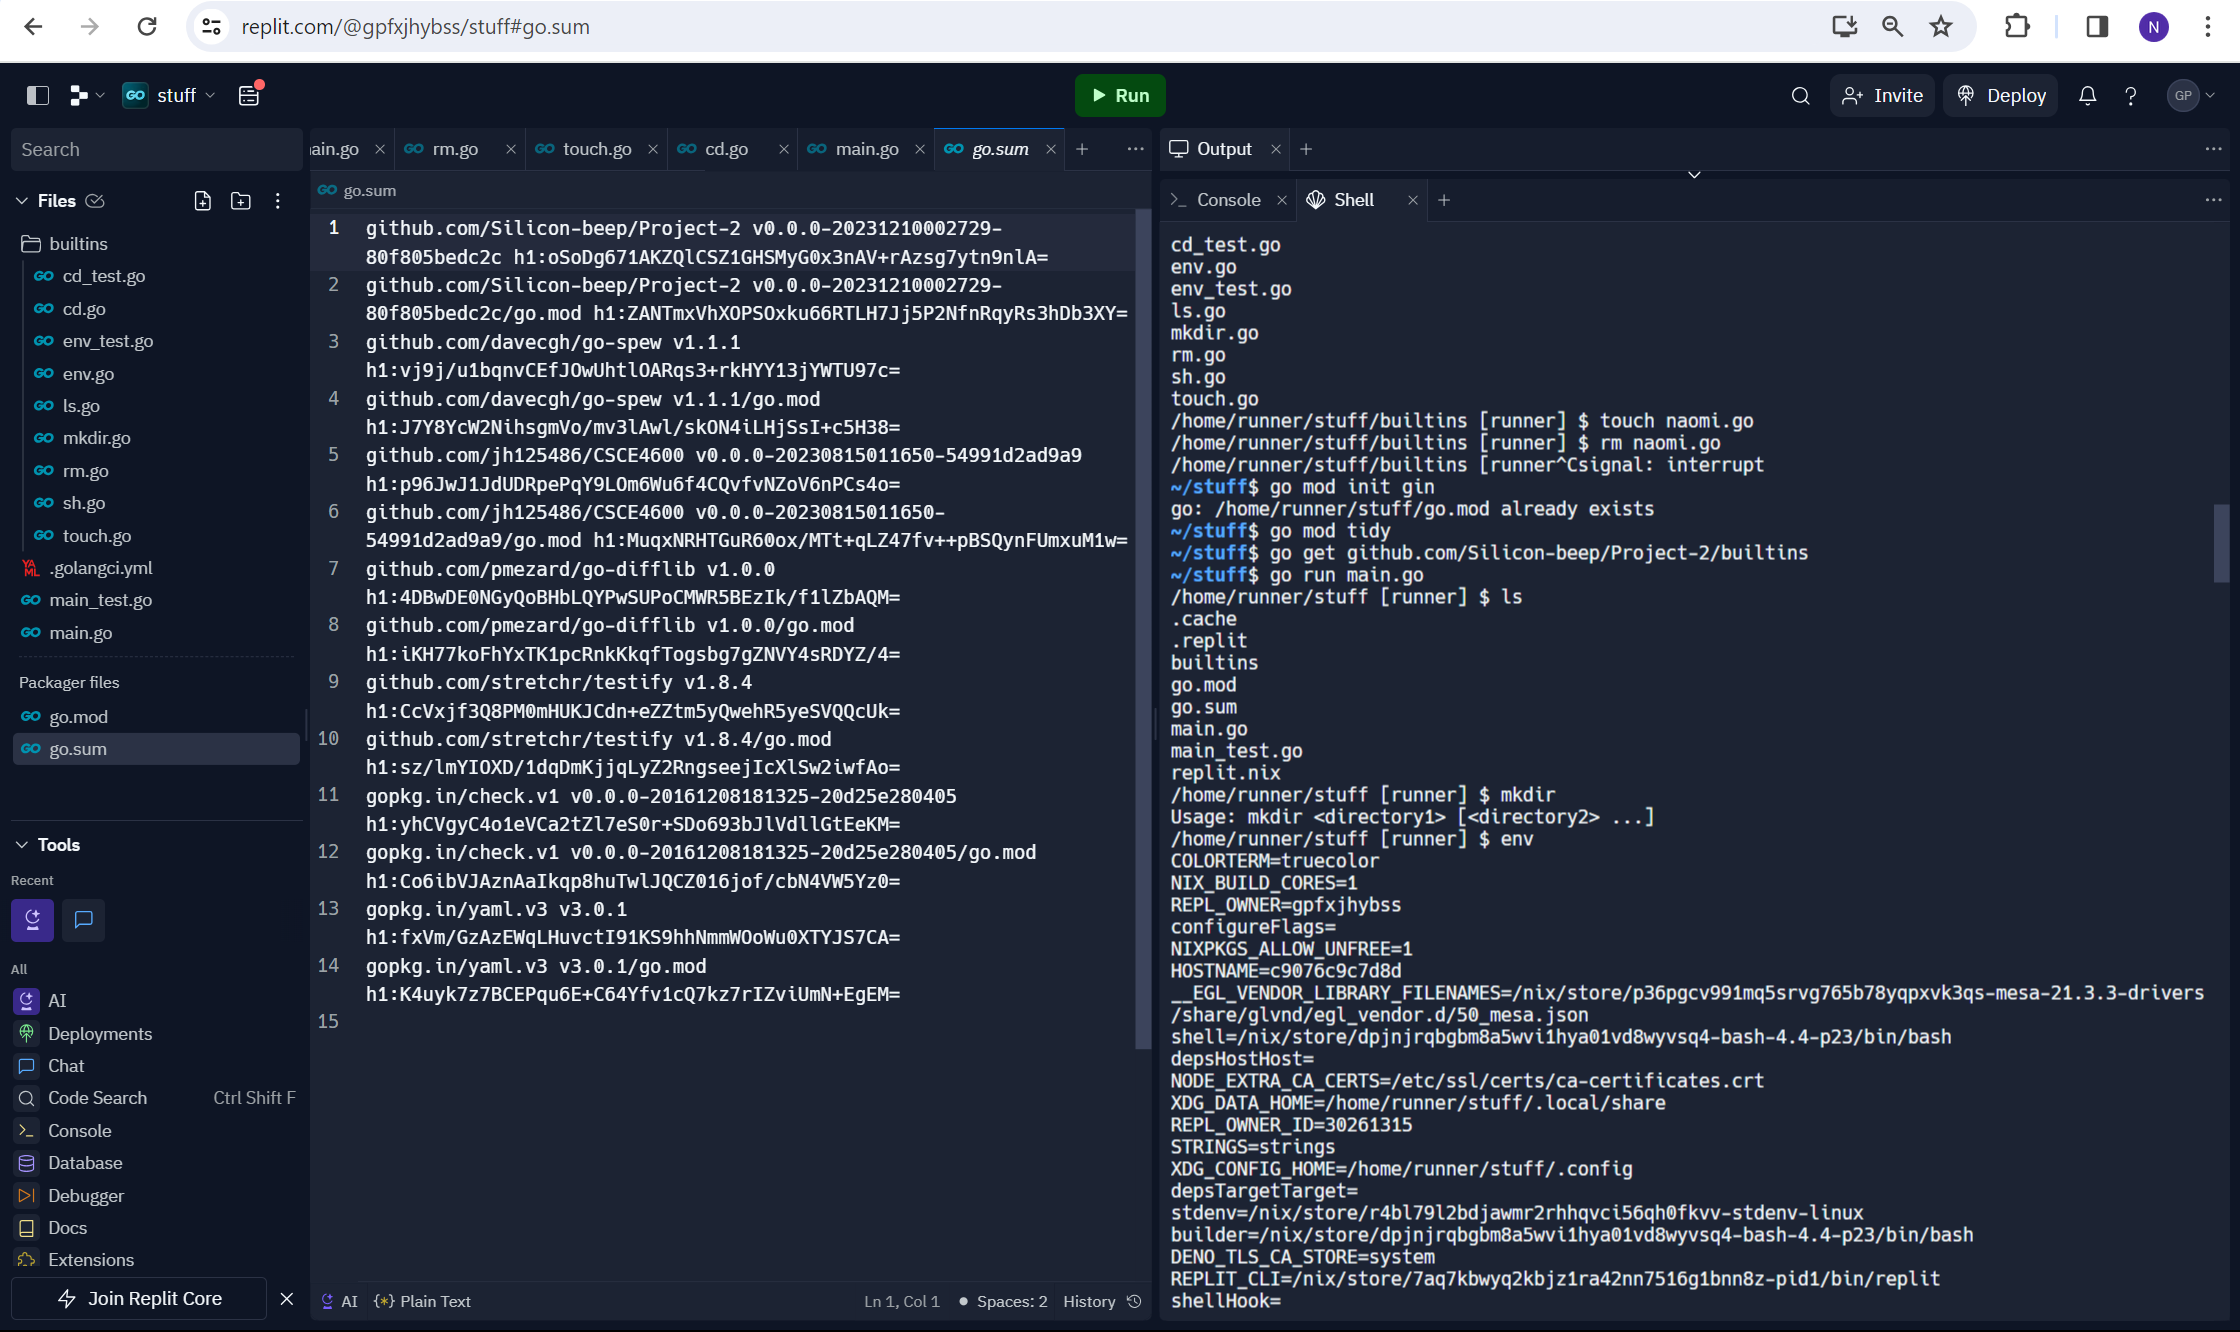 replit.com/@gpfxjhybss/stuff#go.sum
N
stuff
Run
Invite
Deploy
GP
Search
Files
builtins
cd_test.go
cd.go
env_test.go
env.go
ls.go
mkdir.go
rm.go
sh.go
touch.go
.golangci.yml
main_test.go
main.go
Packager files
go.mod
go.sum
Tools
Recent
All
AI
Deployments
Chat
Code Search Ctrl Shift F
Console
Database
Debugger
Docs
Extensions
Join Replit Core
ain.go
rm.go
touch.go
cd.go
main.go
go.sum
go.sum
1 github.com/Silicon-beep/Project-2 v0.0.0-20231210002729-
80f805bedc2c h1:oSoDg671AKZQlCSZ1GHSMyG0x3nAV+rAzsg7ytn9nlA=
2 github.com/Silicon-beep/Project-2 v0.0.0-20231210002729-
80f805bedc2c/go.mod h1:ZANTmxVhXOPSOxku66RTLH7Jj5P2NfnRqyRs3hDb3XY=
3 github.com/davecgh/go-spew v1.1.1
h1:vj9j/u1bqnvCEfJOwUhtlOARqs3+rkHYY13jYWTU97c=
4 github.com/davecgh/go-spew v1.1.1/go.mod
h1:J7Y8YcW2NihsgmVo/mv3lAwl/skON4iLHjSsI+c5H38=
5 github.com/jh125486/CSCE4600 v0.0.0-20230815011650-54991d2ad9a9
h1:p96JwJ1JdUDRpePqY9LOm6Wu6f4CQvfvNZoV6nPCs4o=
6 github.com/jh125486/CSCE4600 v0.0.0-20230815011650-
54991d2ad9a9/go.mod h1:MuqxNRHTGuR60ox/MTt+qLZ47fv++pBSQynFUmxuM1w=
7 github.com/pmezard/go-difflib v1.0.0
h1:4DBwDE0NGyQoBHbLQYPwSUPoCMWR5BEzIk/f1lZbAQM=
8 github.com/pmezard/go-difflib v1.0.0/go.mod
h1:iKH77koFhYxTK1pcRnkKkqfTogsbg7gZNVY4sRDYZ/4=
9 github.com/stretchr/testify v1.8.4
h1:CcVxjf3Q8PM0mHUKJCdn+eZZtm5yQwehR5yeSVQQcUk=
10 github.com/stretchr/testify v1.8.4/go.mod
h1:sz/lmYIOXD/1dqDmKjjqLyZ2RngseejIcXlSw2iwfAo=
11 gopkg.in/check.v1 v0.0.0-20161208181325-20d25e280405
h1:yhCVgyC4o1eVCa2tZl7eS0r+SDo693bJlVdllGtEeKM=
12 gopkg.in/check.v1 v0.0.0-20161208181325-20d25e280405/go.mod
h1:Co6ibVJAznAaIkqp8huTwlJQCZ016jof/cbN4VW5Yz0=
13 gopkg.in/yaml.v3 v3.0.1
h1:fxVm/GzAzEWqLHuvctI91KS9hhNmmWOoWu0XTYJS7CA=
14 gopkg.in/yaml.v3 v3.0.1/go.mod
h1:K4uyk7z7BCEPqu6E+C64Yfv1cQ7kz7rIZviUmN+EgEM=
15
AI {*} Plain Text Ln 1, Col 1 Spaces: 2 History
Output
Console
Shell
cd_test.go
env.go
env_test.go
ls.go
mkdir.go
rm.go
sh.go
touch.go
/home/runner/stuff/builtins [runner] $ touch naomi.go
/home/runner/stuff/builtins [runner] $ rm naomi.go
/home/runner/stuff/builtins [runner^Csignal: interrupt
~/stuff$ go mod init gin
go: /home/runner/stuff/go.mod already exists
~/stuff$ go mod tidy
~/stuff$ go get github.com/Silicon-beep/Project-2/builtins
~/stuff$ go run main.go
/home/runner/stuff [runner] $ ls
.cache
.replit
builtins
go.mod
go.sum
main.go
main_test.go
replit.nix
/home/runner/stuff [runner] $ mkdir
Usage: mkdir <directory1> [<directory2> ...]
/home/runner/stuff [runner] $ env
COLORTERM=truecolor
NIX_BUILD_CORES=1
REPL_OWNER=gpfxjhybss
configureFlags=
NIXPKGS_ALLOW_UNFREE=1
HOSTNAME=c9076c9c7d8d
__EGL_VENDOR_LIBRARY_FILENAMES=/nix/store/p36pgcv991mq5srvg765b78yqpxvk3qs-mesa-21.3.3-drivers
/share/glvnd/egl_vendor.d/50_mesa.json
shell=/nix/store/dpjnjrqbgbm8a5wvi1hya01vd8wyvsq4-bash-4.4-p23/bin/bash
depsHostHost=
NODE_EXTRA_CA_CERTS=/etc/ssl/certs/ca-certificates.crt
XDG_DATA_HOME=/home/runner/stuff/.local/share
REPL_OWNER_ID=30261315
STRINGS=strings
XDG_CONFIG_HOME=/home/runner/stuff/.config
depsTargetTarget=
stdenv=/nix/store/r4bl79l2bdjawmr2rhhqvci56qh0fkvv-stdenv-linux
builder=/nix/store/dpjnjrqbgbm8a5wvi1hya01vd8wyvsq4-bash-4.4-p23/bin/bash
DENO_TLS_CA_STORE=system
REPLIT_CLI=/nix/store/7aq7kbwyq2kbjz1ra42nn7516g1bnn8z-pid1/bin/replit
shellHook=